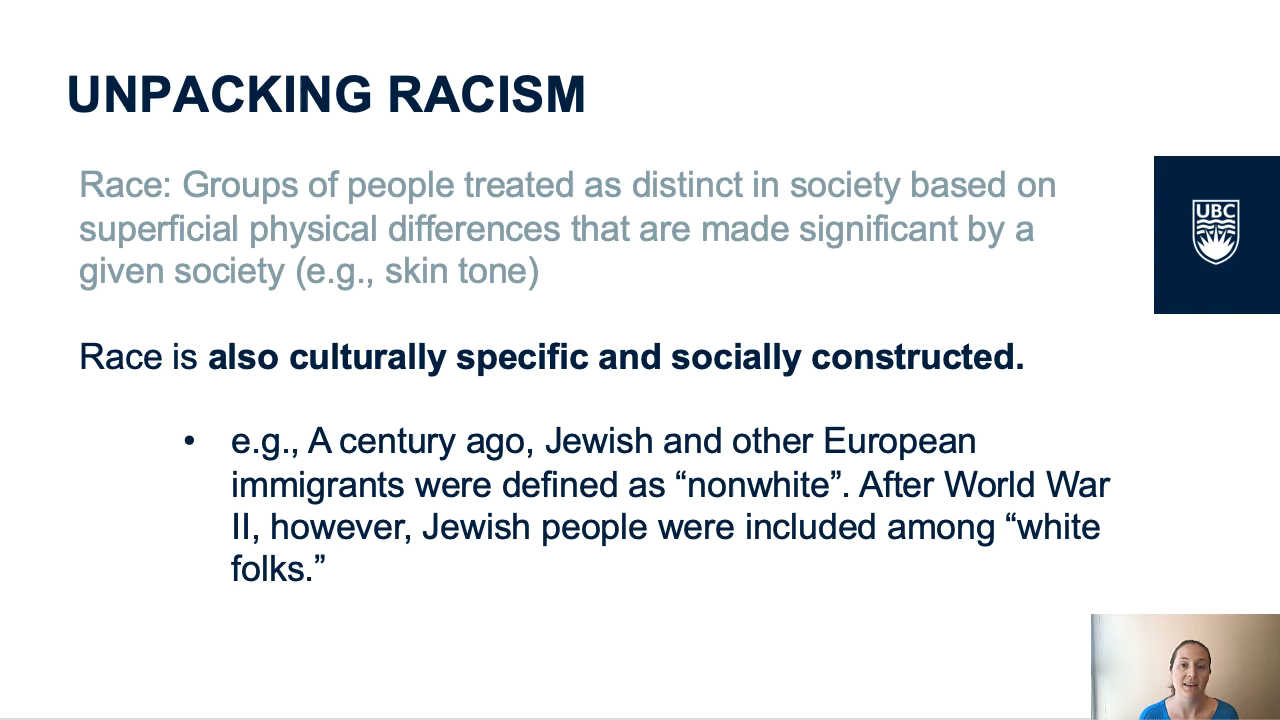 UNPACKING RACISM
Race: Groups of people treated as distinct in society based on
superficial physical differences that are made significant by a
given society (e.g., skin tone)
UBC
Race is also culturally specific and socially constructed.
• e.g., A century ago, Jewish and other European
immigrants were defined as “nonwhite”. After World War
II, however, Jewish people were included among “white
folks.”